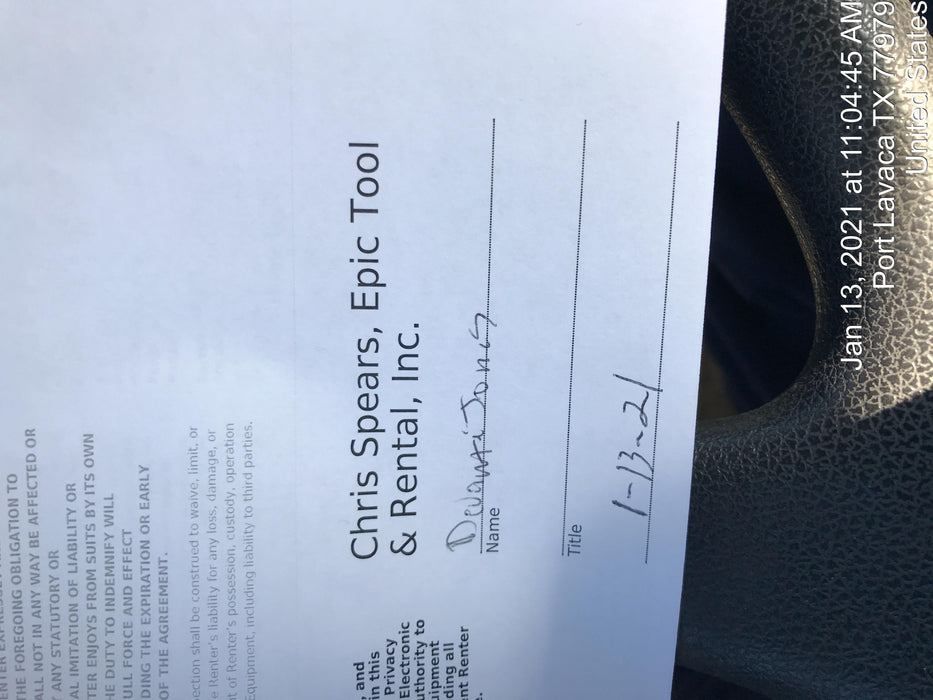 THE FOREGOING OBLIGATION TO
ALL NOT IN ANY WAY BE AFFECTED OR
ANY STATUTORY OR
AL IMITATION OF LIABILITY OR
TER ENJOYS FROM SUITS BY ITS OWN
HE DUTY TO INDEMNIFY WILL
ULL FORCE AND EFFECT
DING THE EXPIRATION OR EARLY
OF THE AGREEMENT.
ection shall be construed to waive, limit, or
e Renter's liability for any loss, damage, or
t of Renter's possession, custody, operation
Equipment, including liability to third parties.
, and
in this
Privacy
Electronic
uthority to
uipment
ding all
nt Renter
e.
Chris Spears, Epic Tool
& Rental, Inc.
Devanti Jones
Name
Title
1-13-21
Jan 13, 2021 at 11:04:45 AM
Port Lavaca TX 77979
United States